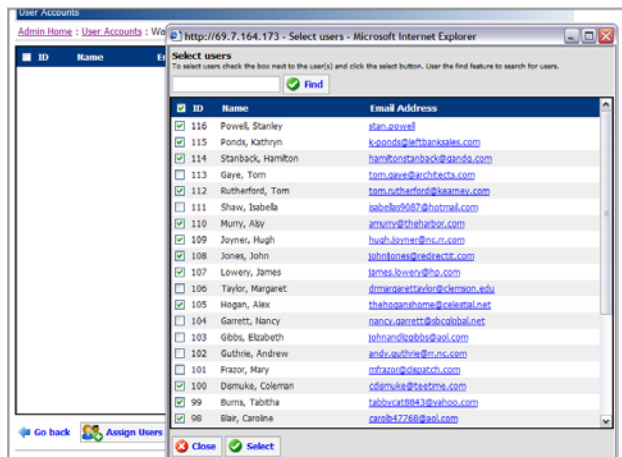 User Accounts
Admin Home : User Accounts : Wa
ID Name En
Go back Assign Users
http://69.7.164.173 - Select users - Microsoft Internet Explorer
Select users
To select users check the box next to the user(s) and click the select button. User the find feature to search for users.
Find
ID Name Email Address
116 Powell, Stanley stan.powell
115 Ponds, Kathryn k-ponds@leftbanksales.com
114 Stanback, Hamilton hamiltonstanback@gandg.com
113 Gaye, Tom tom.gaye@architects.com
112 Rutherford, Tom tom.rutherford@kearney.com
111 Shaw, Isabella isabellas9087@hotmail.com
110 Murry, Alsy amurry@theharbor.com
109 Joyner, Hugh hugh.joyner@nc.rr.com
108 Jones, John johnjones@redirectit.com
107 Lowery, James james.lowery@hp.com
106 Taylor, Margaret drmargarettaylor@clemson.edu
105 Hogan, Alex thehoganshome@celestial.net
104 Garrett, Nancy nancy.garrett@sbcglobal.net
103 Gibbs, Elizabeth johnandlizgibbs@aol.com
102 Guthrie, Andrew andy.guthrie@rr.nc.com
101 Frazor, Mary mfrazor@dispatch.com
100 Dismuke, Coleman cdismuke@teetime.com
99 Burns, Tabitha tabbycat8843@yahoo.com
98 Blair, Caroline carolb47768@aol.com
Close Select